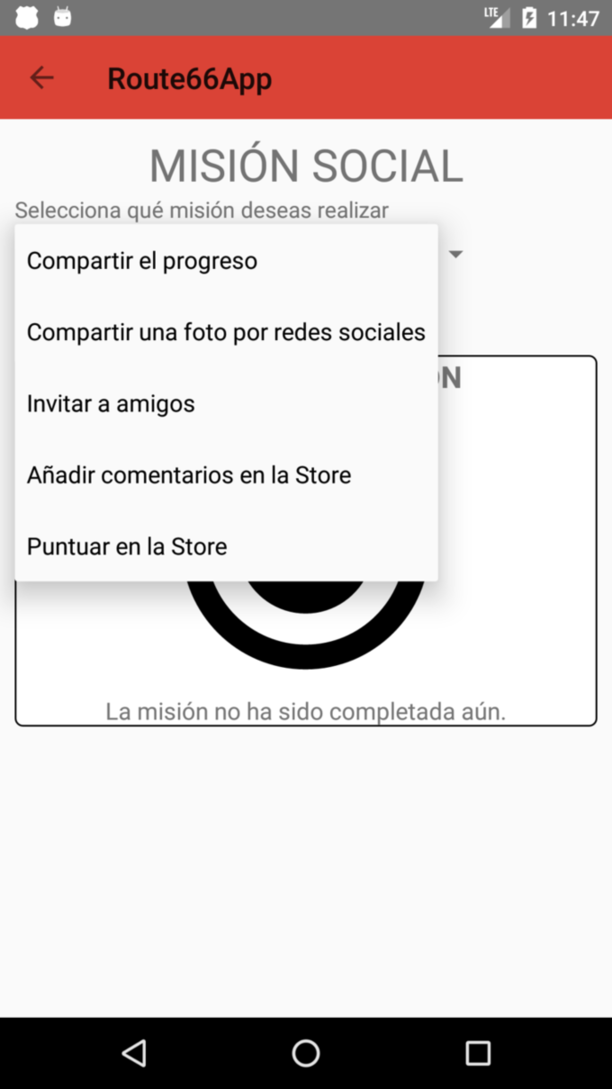 LTE 11:47
Route66App
MISIÓN SOCIAL
Selecciona qué misión deseas realizar
Compartir el progreso
Compartir una foto por redes sociales
Invitar a amigos
Añadir comentarios en la Store
Puntuar en la Store
La misión no ha sido completada aún.